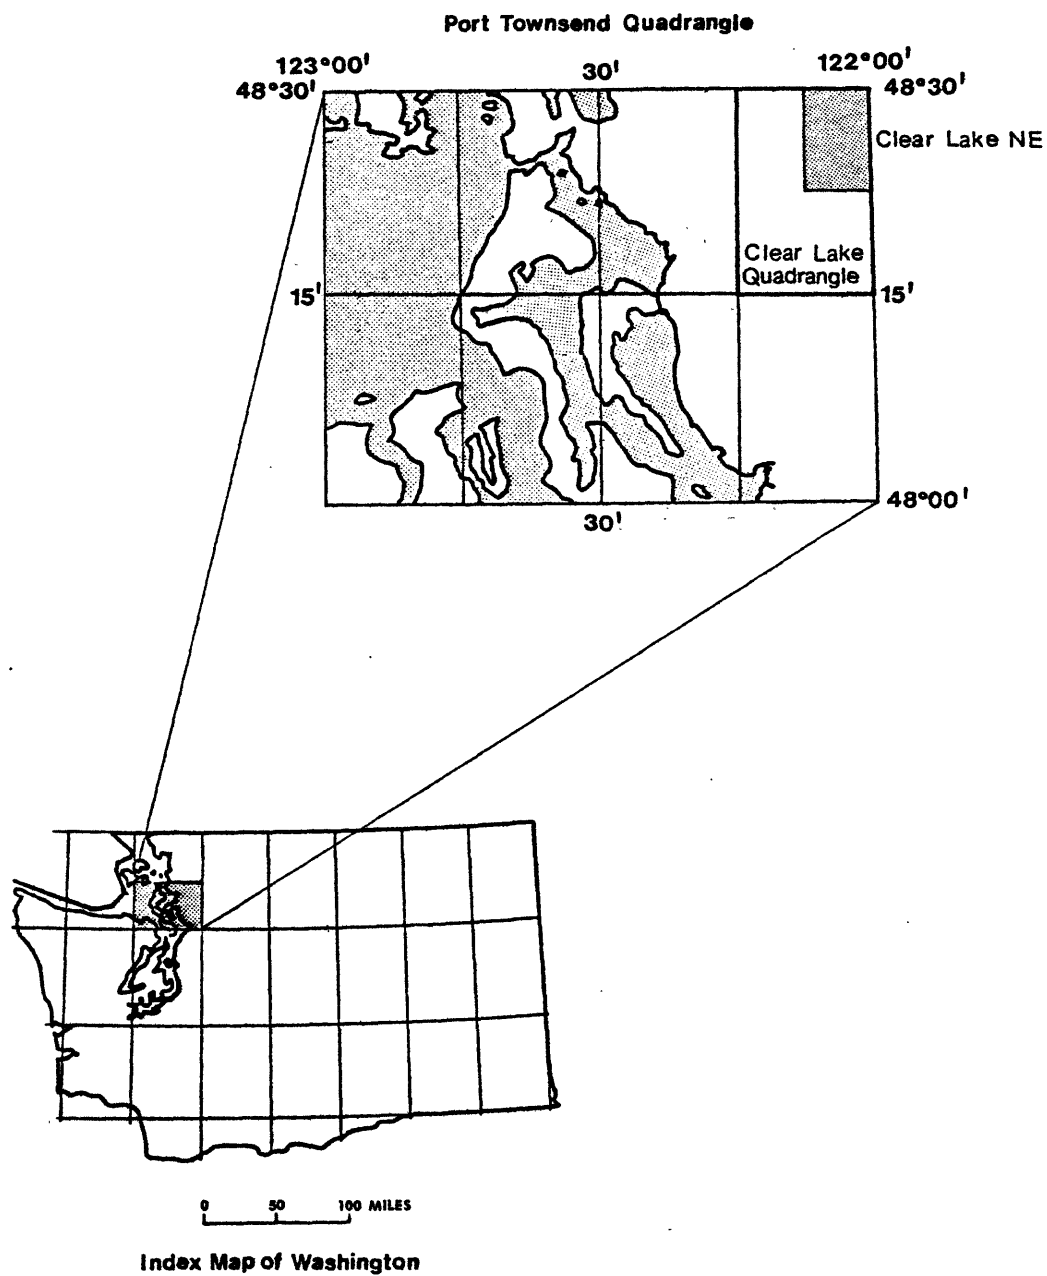 Port Townsend Quadrangle
123°00'
30'
122°00'
48°30'
48°30'
Clear Lake NE
Clear Lake
Quadrangle
15'
15'
48°00'
30'
0 50 100 MILES
Index Map of Washington